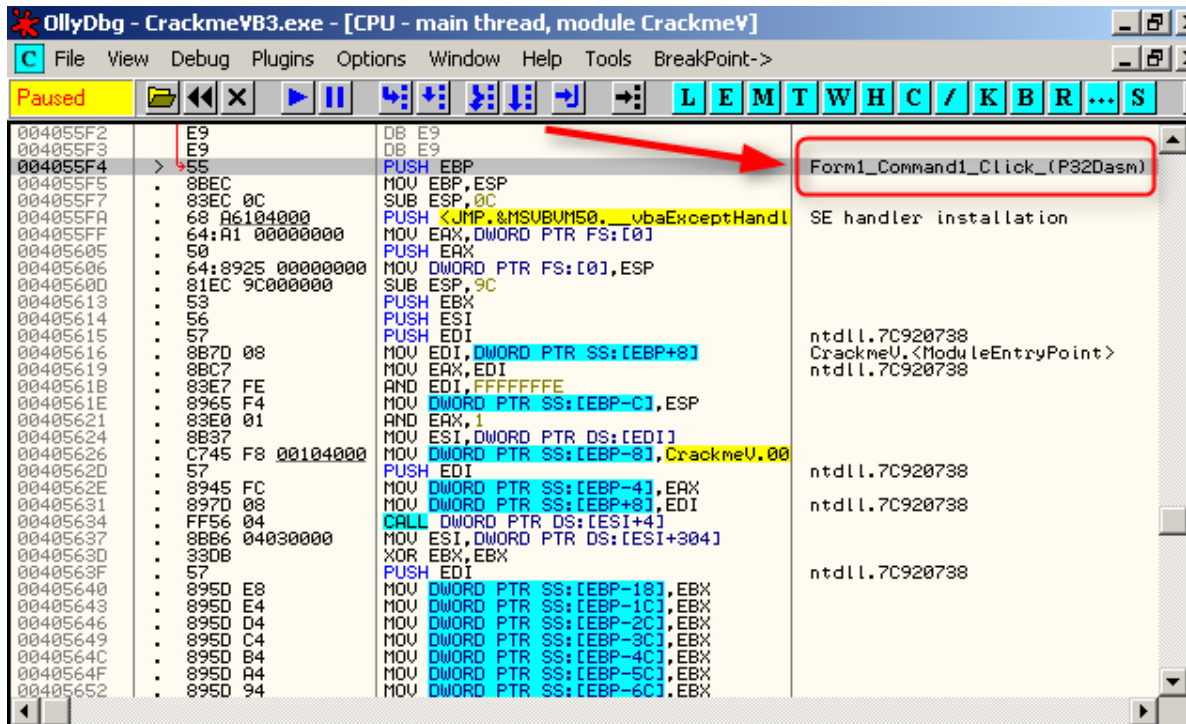 OllyDbg - CrackmeVB3.exe - [CPU - main thread, module CrackmeV]
C File View Debug Plugins Options Window Help Tools BreakPoint->
Paused L E M T W H C / K B R ... S
004055F2 E9 DB E9
004055F3 E9 DB E9
004055F4 > 55 PUSH EBP Form1_Command1_Click_(P32Dasm)
004055F5 . 8BEC MOV EBP,ESP
004055F7 . 83EC 0C SUB ESP,0C
004055FA . 68 A6104000 PUSH <JMP.&MSVBVM50.__vbaExceptHandl SE handler installation
004055FF . 64:A1 00000000 MOV EAX,DWORD PTR FS:[0]
00405605 . 50 PUSH EAX
00405606 . 64:8925 00000000 MOV DWORD PTR FS:[0],ESP
0040560D . 81EC 9C000000 SUB ESP,9C
00405613 . 53 PUSH EBX
00405614 . 56 PUSH ESI
00405615 . 57 PUSH EDI ntdll.7C920738
00405616 . 8B7D 08 MOV EDI,DWORD PTR SS:[EBP+8] CrackmeV.<ModuleEntryPoint>
00405619 . 8BC7 MOV EAX,EDI ntdll.7C920738
0040561B . 83E7 FE AND EDI,FFFFFFFE
0040561E . 8965 F4 MOV DWORD PTR SS:[EBP-C],ESP
00405621 . 83E0 01 AND EAX,1
00405624 . 8B37 MOV ESI,DWORD PTR DS:[EDI]
00405626 . C745 F8 00104000 MOV DWORD PTR SS:[EBP-8],CrackmeV.00
0040562D . 57 PUSH EDI ntdll.7C920738
0040562E . 8945 FC MOV DWORD PTR SS:[EBP-4],EAX
00405631 . 897D 08 MOV DWORD PTR SS:[EBP+8],EDI ntdll.7C920738
00405634 . FF56 04 CALL DWORD PTR DS:[ESI+4]
00405637 . 8BB6 04030000 MOV ESI,DWORD PTR DS:[ESI+304]
0040563D . 33DB XOR EBX,EBX
0040563F . 57 PUSH EDI ntdll.7C920738
00405640 . 895D E8 MOV DWORD PTR SS:[EBP-18],EBX
00405643 . 895D E4 MOV DWORD PTR SS:[EBP-1C],EBX
00405646 . 895D D4 MOV DWORD PTR SS:[EBP-2C],EBX
00405649 . 895D C4 MOV DWORD PTR SS:[EBP-3C],EBX
0040564C . 895D B4 MOV DWORD PTR SS:[EBP-4C],EBX
0040564F . 895D A4 MOV DWORD PTR SS:[EBP-5C],EBX
00405652 . 895D 94 MOV DWORD PTR SS:[EBP-6C],EBX